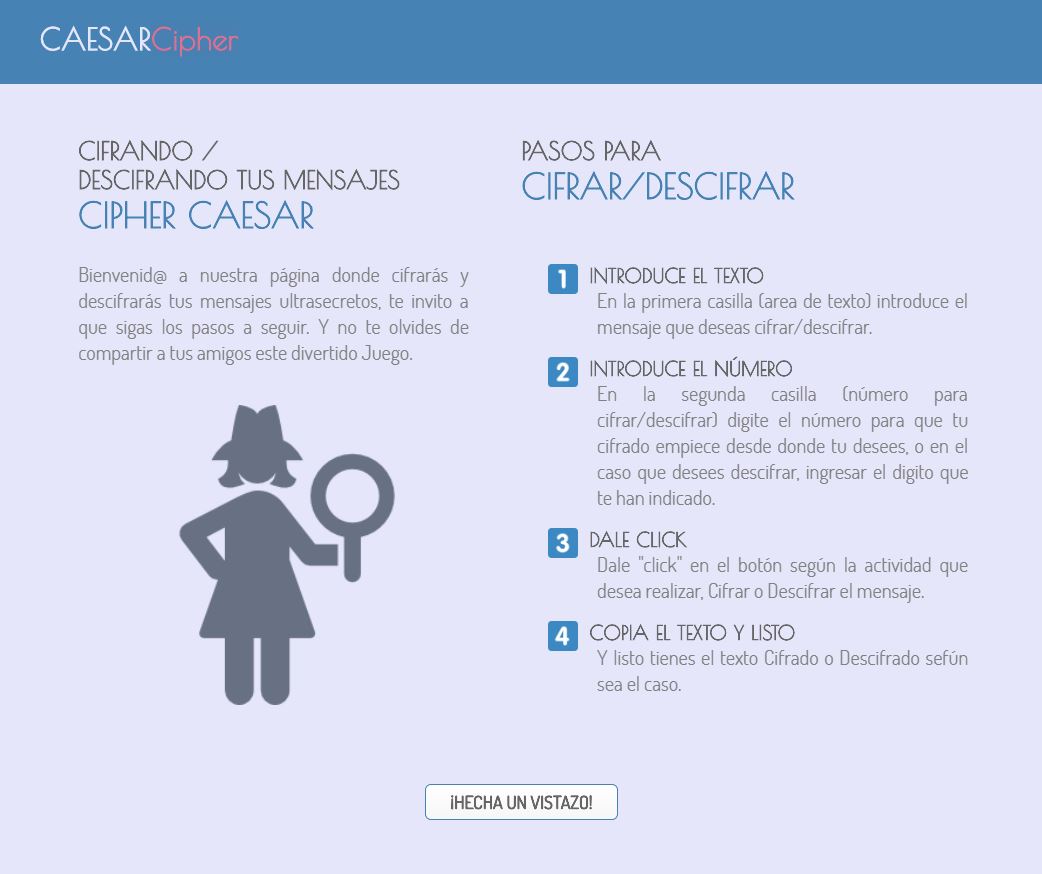 CAESARCipher
CIFRANDO /
DESCIFRANDO TUS MENSAJES
CIPHER CAESAR
Bienvenid@ a nuestra página donde cifrarás y
descifrarás tus mensajes ultrasecretos, te invito a
que sigas los pasos a seguir. Y no te olvides de
compartir a tus amigos este divertido Juego.
PASOS PARA
CIFRAR/DESCIFRAR
1 INTRODUCE EL TEXTO
En la primera casilla (area de texto) introduce el
mensaje que deseas cifrar/descifrar.
2 INTRODUCE EL NÚMERO
En la segunda casilla (número para
cifrar/descifrar) digite el número para que tu
cifrado empiece desde donde tu desees, o en el
caso que desees descifrar, ingresar el digito que
te han indicado.
3 DALE CLICK
Dale "click" en el botón según la actividad que
desea realizar, Cifrar o Descifrar el mensaje.
4 COPIA EL TEXTO Y LISTO
Y listo tienes el texto Cifrado o Descifrado sefún
sea el caso.
¡HECHA UN VISTAZO!